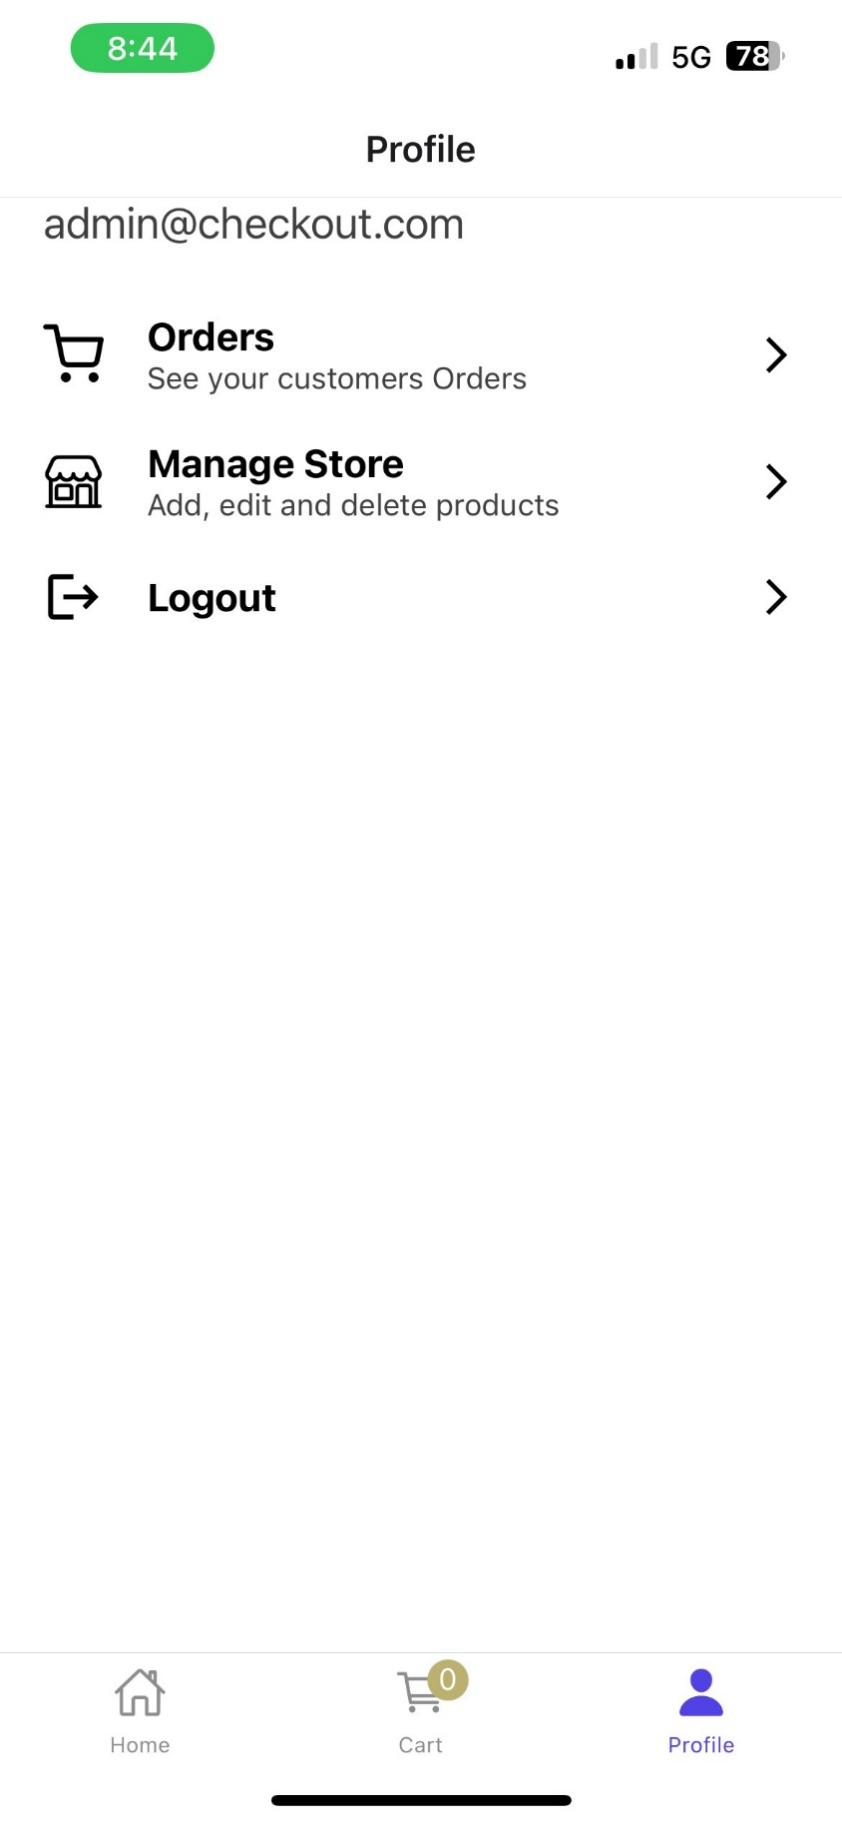 8:44
5G 78
Profile
admin@checkout.com
Orders
See your customers Orders
Manage Store
Add, edit and delete products
Logout
0
Home Cart Profile